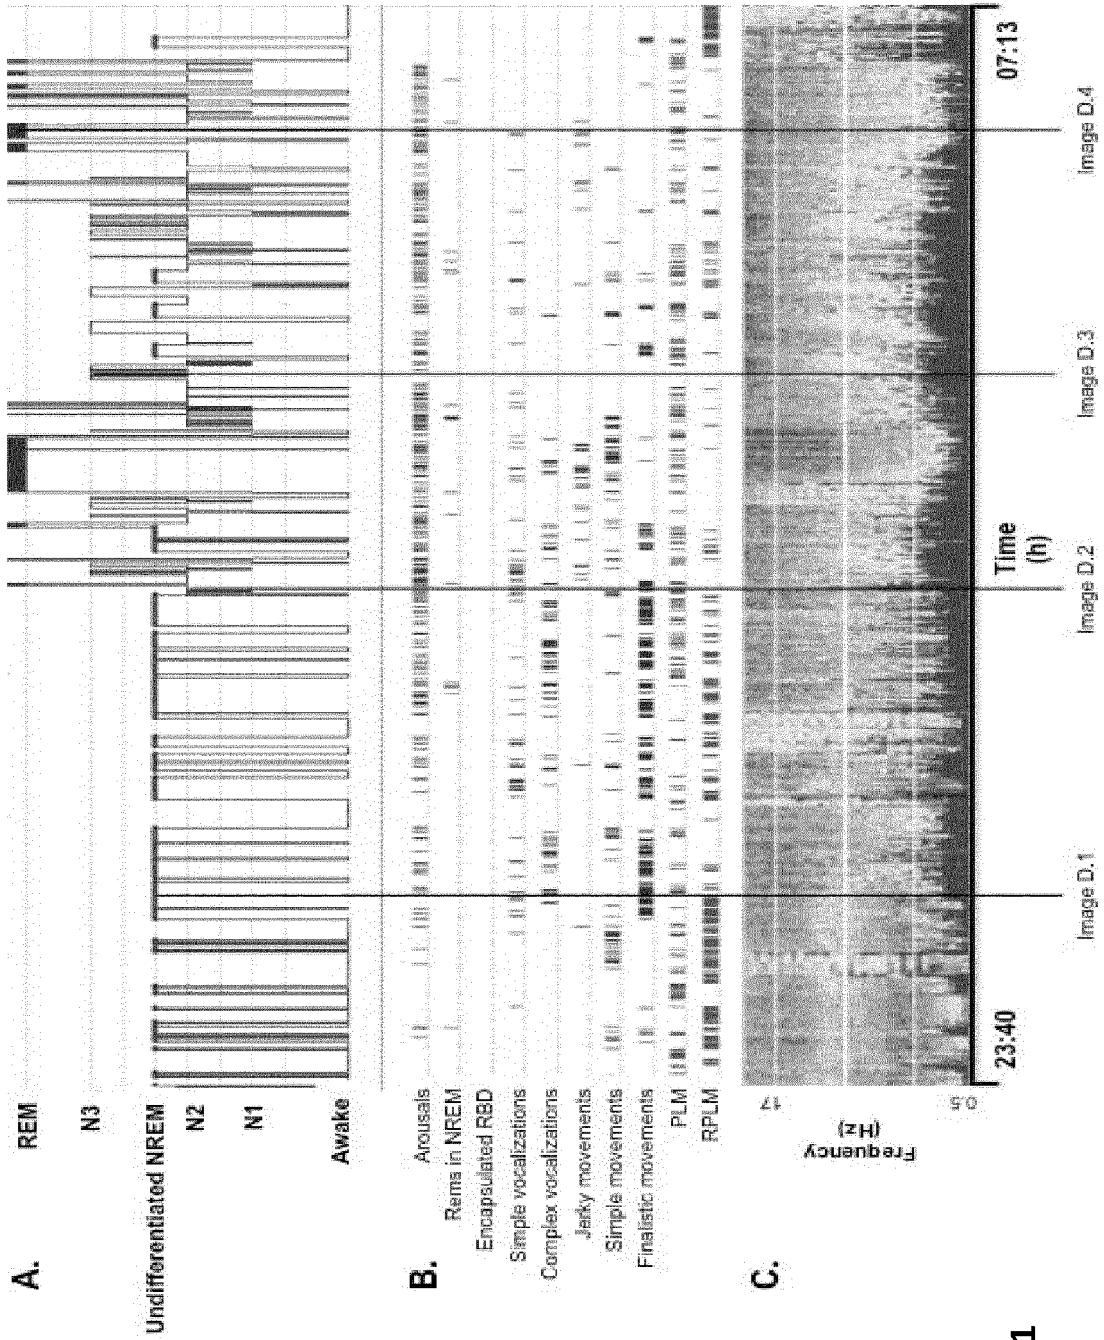 A.
REM
N3
Undifferentiated NREM
N2
N1
Awake
B.
Arousals
Rems in NREM
Encapsulated RBD
Simple vocalizations
Complex vocalizations
Jerky movements
Simple movements
Finalistic movements
PLM
RPLM
C.
Frequency
(Hz)
17
0.5
23:40
Time
(h)
07:13
Image D.1
Image D.2
Image D.3
Image D.4
1